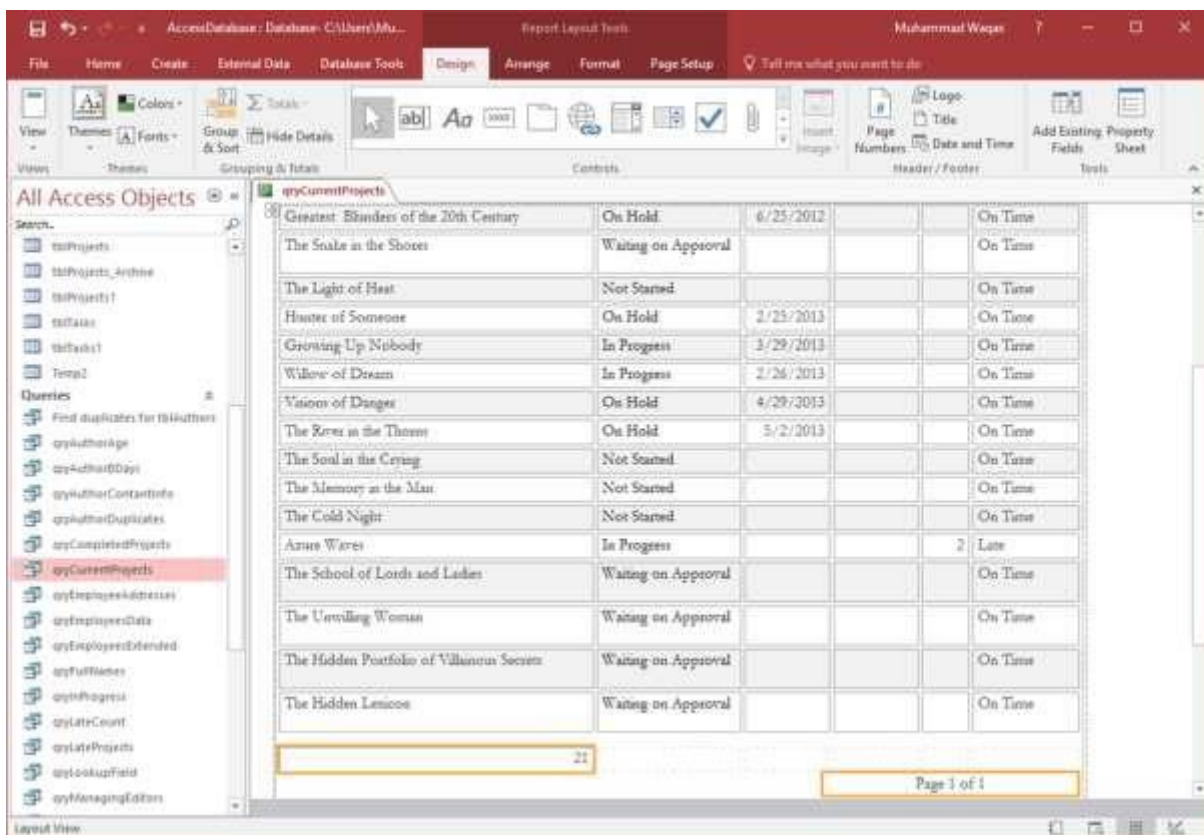 AccessDatabase : Database- C:\Users\Mu...
Report Layout Tools
Muhammad Waqas
?
File Home Create External Data Database Tools Design Arrange Format Page Setup Tell me what you want to do
View
Themes
Aa
Colors
Fonts
Group & Sort
Totals
Hide Details
ab|
Aa
XXXX
Insert Image
#
Page Numbers
Logo
Title
Date and Time
Add Existing Fields
Property Sheet
Views Themes Grouping & Totals Controls Header / Footer Tools
All Access Objects
Search...
tblProjects
tblProjects_Archive
tblProjects1
tblTasks
tblTasks1
Temp2
Queries
Find duplicates for tblAuthors
qryAuthorAge
qryAuthorBDays
qryAuthorContantInfo
qryAuthorDuplicates
qryCompletedProjects
qryCurrentProjects
qryEmployeeAddresses
qryEmployeesData
qryEmployeesExtended
qryFullNames
qryInProgress
qryLateCount
qryLateProjects
qryLookupField
qryManagingEditors
qryCurrentProjects
Greatest Blunders of the 20th Century On Hold 6/25/2012 On Time
The Snake in the Shores Waiting on Approval On Time
The Light of Heat Not Started On Time
Hunter of Someone On Hold 2/25/2013 On Time
Growing Up Nobody In Progress 3/29/2013 On Time
Willow of Dream In Progress 2/26/2013 On Time
Visions of Danger On Hold 4/29/2013 On Time
The River in the Thorns On Hold 5/2/2013 On Time
The Soul in the Crying Not Started On Time
The Memory in the Man Not Started On Time
The Cold Night Not Started On Time
Azure Waves In Progress 2 Late
The School of Lords and Ladies Waiting on Approval On Time
The Unwilling Woman Waiting on Approval On Time
The Hidden Portfolio of Villainous Secrets Waiting on Approval On Time
The Hidden Lexicon Waiting on Approval On Time
21
Page 1 of 1
Layout View